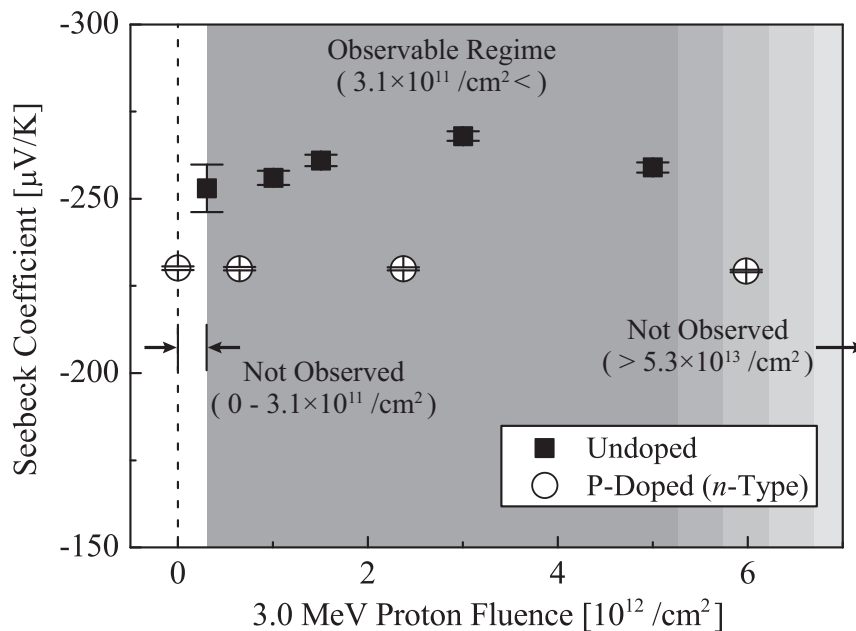 -300
-250
-200
-150
Seebeck Coefficient [μV/K]
Observable Regime
( 3.1×10¹¹ /cm² < )
Not Observed
( 0 - 3.1×10¹¹ /cm²)
Not Observed
( > 5.3×10¹³ /cm²)
Undoped
P-Doped (n-Type)
0 2 4 6
3.0 MeV Proton Fluence [10¹² /cm²]